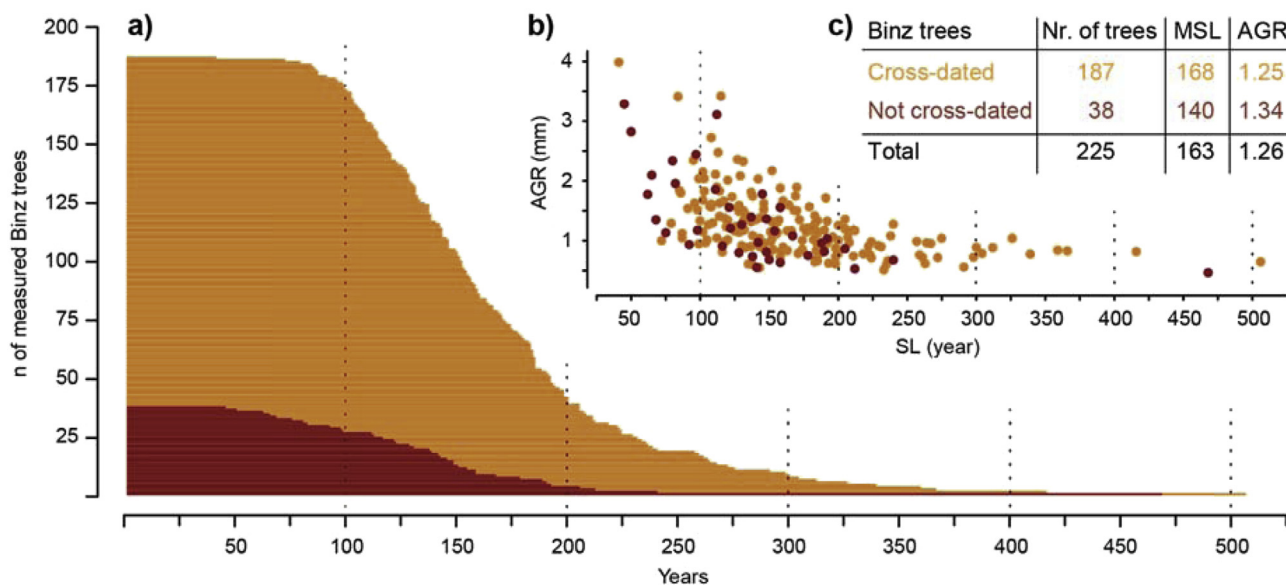 a)
n of measured Binz trees
200
175
150
125
100
75
50
25
50 100 150 200 250 300 350 400 450 500
Years
b)
AGR (mm)
4
3
2
1
50 100 150 200 250 300 350 400 450 500
SL (year)
c)
Binz trees Nr. of trees MSL AGR
Cross-dated 187 168 1.25
Not cross-dated 38 140 1.34
Total 225 163 1.26